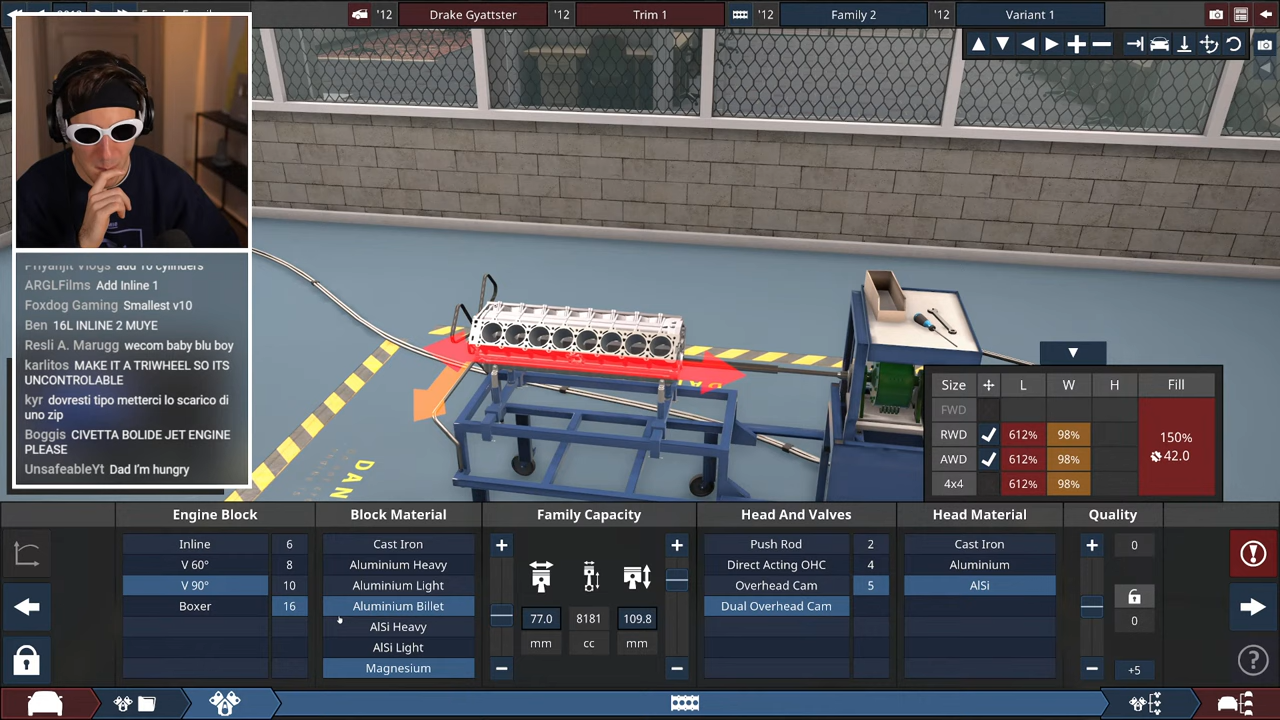 '12
Drake Gyattster
'12
Trim 1
'12
Family 2
'12
Variant 1
add 10 cylinders
ARGLFilms Add Inline 1
Foxdog Gaming Smallest v10
Ben 16L INLINE 2 MUYE
Resli A. Marugg wecom baby blu boy
karlitos MAKE IT A TRIWHEEL SO ITS
UNCONTROLABLE
kyr dovresti tipo metterci lo scarico di
uno zip
Boggis CIVETTA BOLIDE JET ENGINE
PLEASE
UnsafeableYt Dad I'm hungry
DAN
Size L W H Fill
FWD
RWD 612% 98%
AWD 612% 98%
4x4 612% 98%
150%
42.0
Engine Block
Inline 6
V 60° 8
V 90° 10
Boxer 16
Block Material
Cast Iron
Aluminium Heavy
Aluminium Light
Aluminium Billet
AlSi Heavy
AlSi Light
Magnesium
Family Capacity
77.0 8181 109.8
mm cc mm
Head And Valves
Push Rod 2
Direct Acting OHC 4
Overhead Cam 5
Dual Overhead Cam
Head Material
Cast Iron
Aluminium
AlSi
Quality
0
0
+5